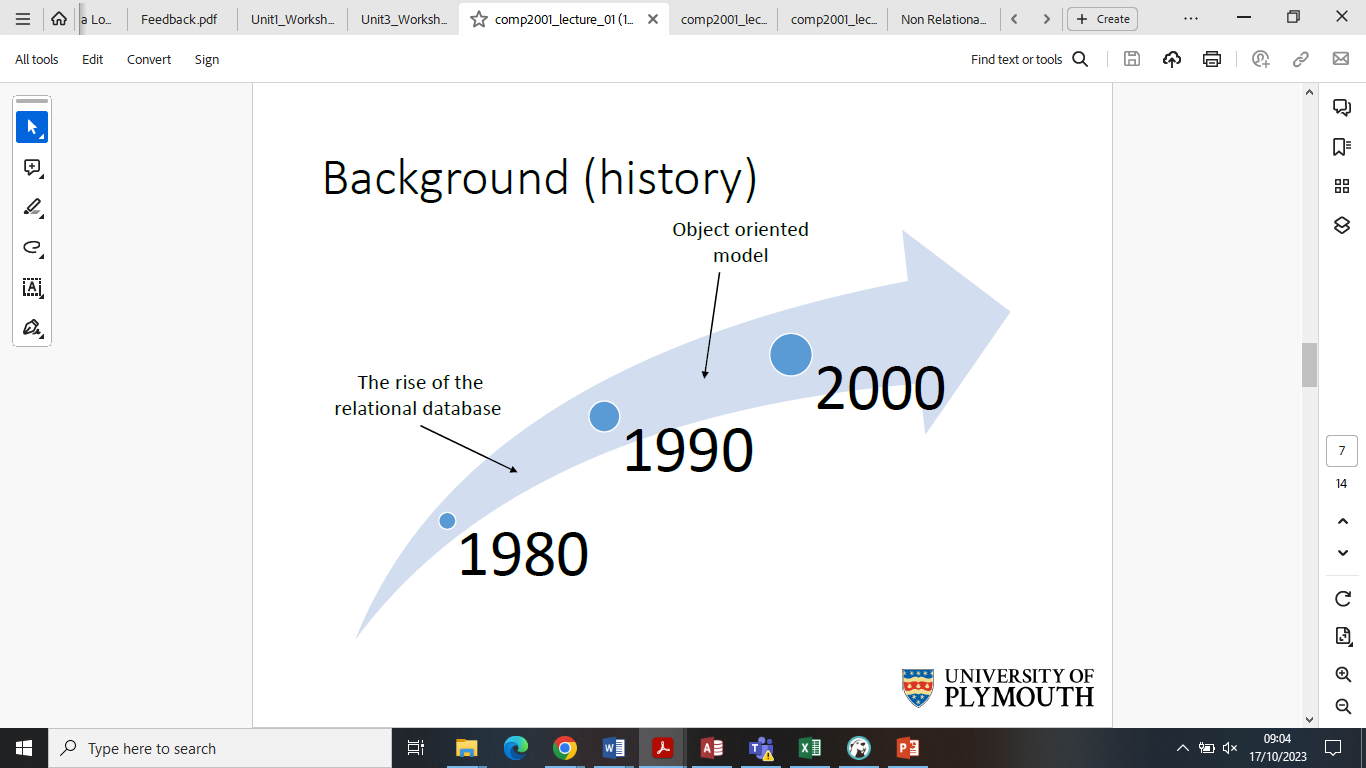 a Lo...
Feedback.pdf
Unit1_Worksh...
Unit3_Worksh...
comp2001_lecture_01 (1...
comp2001_lec...
comp2001_lec...
Non Relationa...
Create
All tools
Edit
Convert
Sign
Find text or tools
Background (history)
Object oriented
model
The rise of the
relational database
2000
1990
1980
UNIVERSITY OF
PLYMOUTH
7
14
Type here to search
09:04
17/10/2023